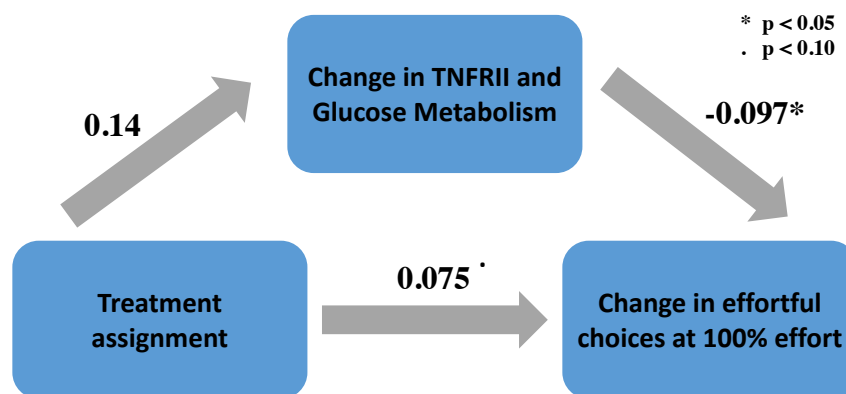 * p < 0.05
. p < 0.10
Change in TNFRII and
Glucose Metabolism
0.14
-0.097*
0.075 .
Treatment
assignment
Change in effortful
choices at 100% effort